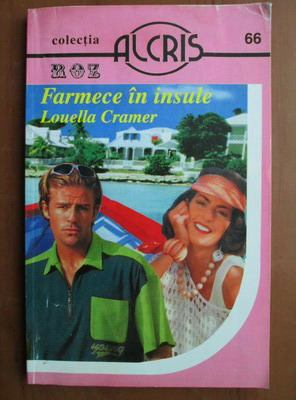 colecția
ALCRIS
66
ROZ
Farmece în insule
Louella Cramer